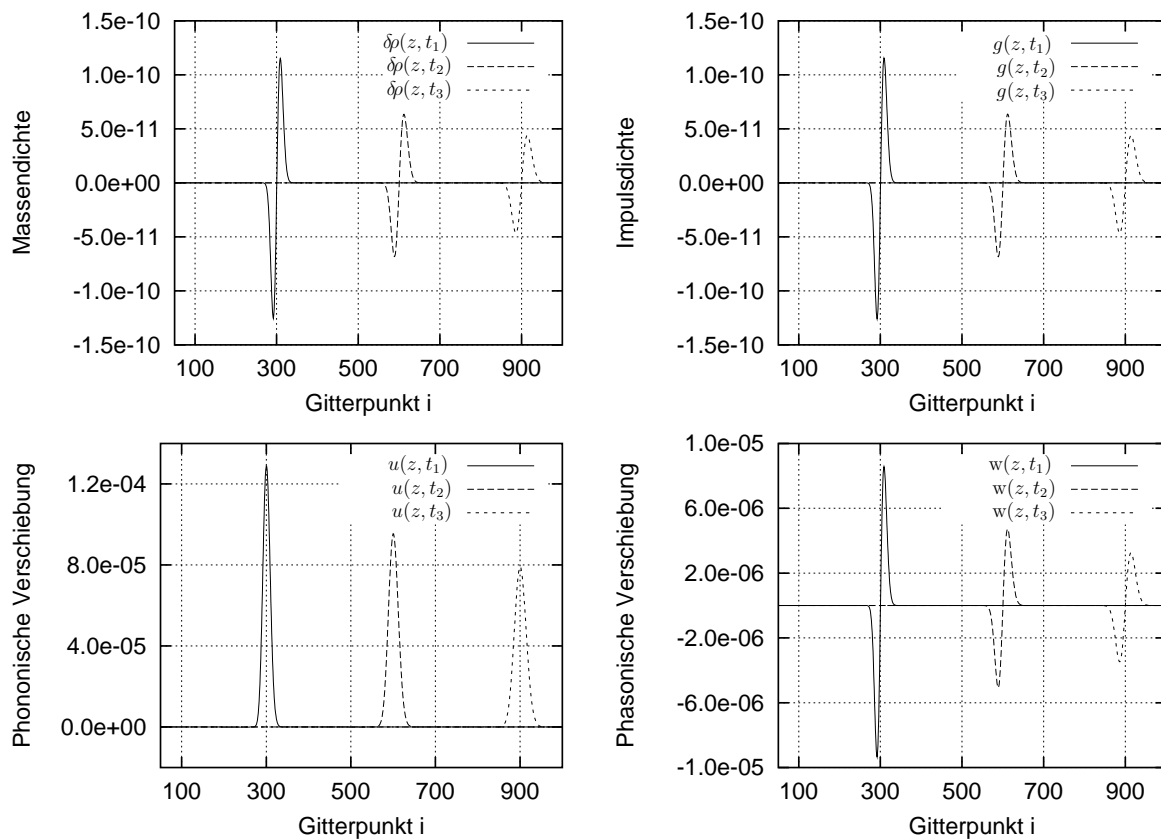 Massendichte
1.5e-10
1.0e-10
5.0e-11
0.0e+00
-5.0e-11
-1.0e-10
-1.5e-10
δρ(z, t₁)
δρ(z, t₂)
δρ(z, t₃)
100 300 500 700 900
Gitterpunkt i
Impulsdichte
1.5e-10
1.0e-10
5.0e-11
0.0e+00
-5.0e-11
-1.0e-10
-1.5e-10
g(z, t₁)
g(z, t₂)
g(z, t₃)
100 300 500 700 900
Gitterpunkt i
Phononische Verschiebung
1.2e-04
8.0e-05
4.0e-05
0.0e+00
u(z, t₁)
u(z, t₂)
u(z, t₃)
100 300 500 700 900
Gitterpunkt i
Phasonische Verschiebung
1.0e-05
6.0e-06
2.0e-06
-2.0e-06
-6.0e-06
-1.0e-05
w(z, t₁)
w(z, t₂)
w(z, t₃)
100 300 500 700 900
Gitterpunkt i